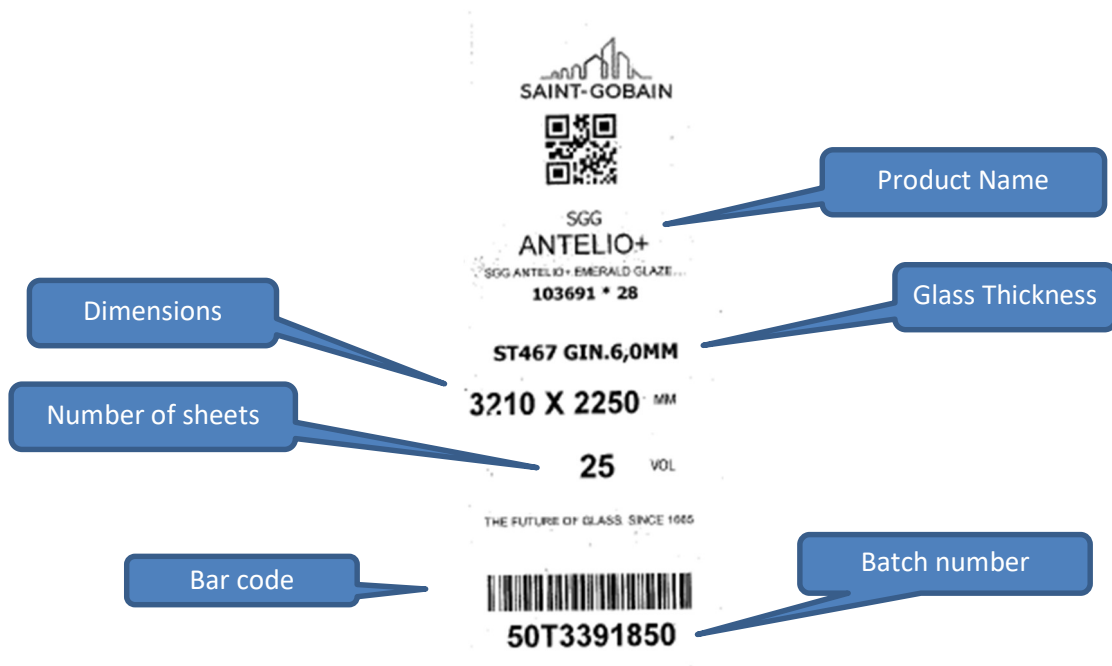 SAINT-GOBAIN
Product Name
SGG
ANTELIO+
SGG ANTELIO+ EMERALD GLAZE...
103691 * 28
Dimensions
Glass Thickness
ST467 GIN.6,0MM
3210 X 2250 MM
Number of sheets
25 VOL
THE FUTURE OF GLASS. SINCE 1665
Bar code
Batch number
50T3391850